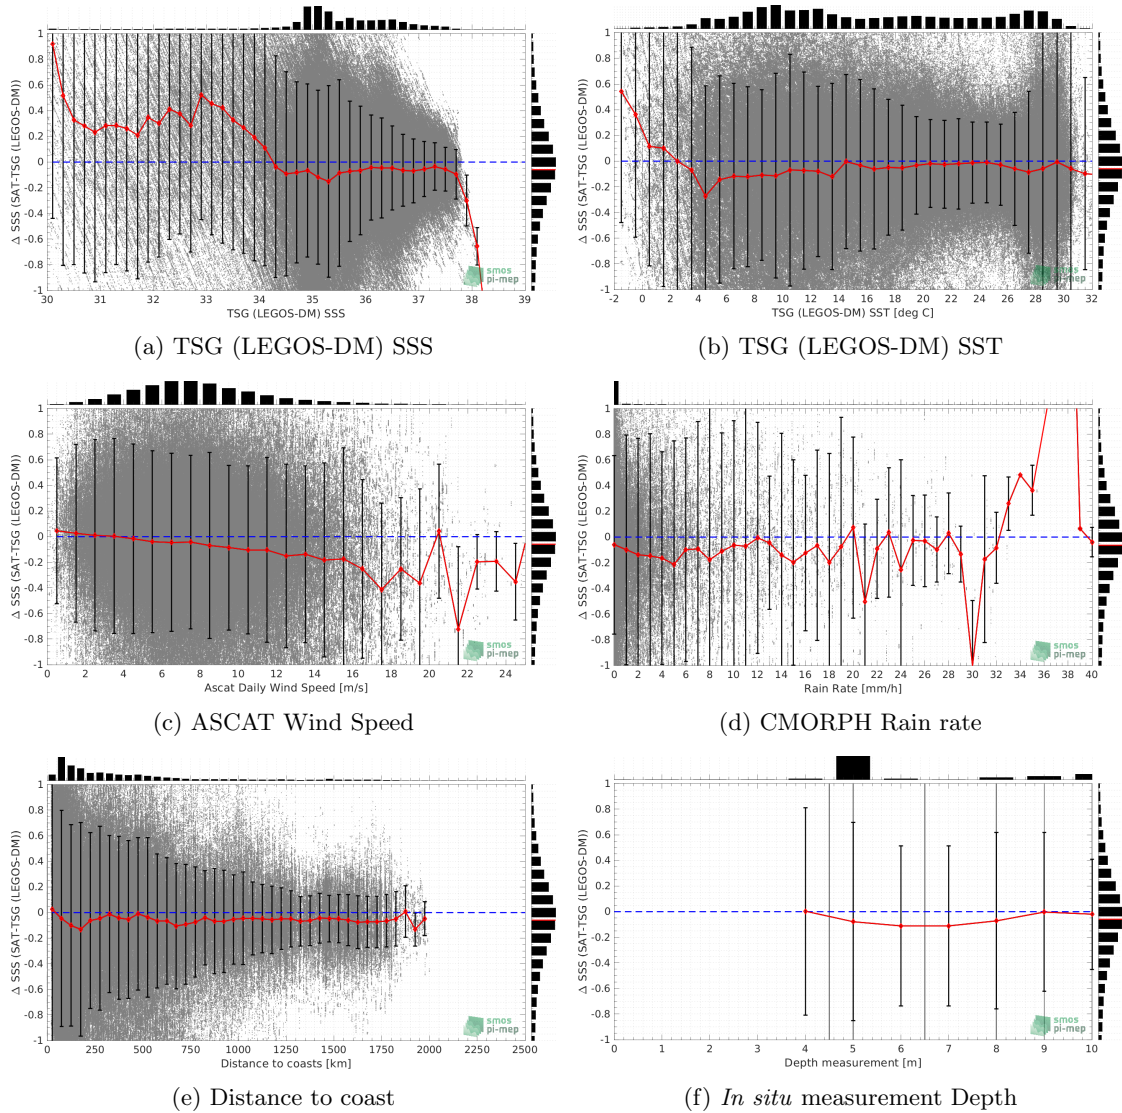 1
0.8
0.6
0.4
0.2
0
-0.2
-0.4
-0.6
-0.8
-1
Δ SSS (SAT-TSG (LEGOS-DM))
30 31 32 33 34 35 36 37 38 39
TSG (LEGOS-DM) SSS
smos
pi-mep
(a) TSG (LEGOS-DM) SSS
1
0.8
0.6
0.4
0.2
0
-0.2
-0.4
-0.6
-0.8
-1
Δ SSS (SAT-TSG (LEGOS-DM))
-2 0 2 4 6 8 10 12 14 16 18 20 22 24 26 28 30 32
TSG (LEGOS-DM) SST [deg C]
smos
pi-mep
(b) TSG (LEGOS-DM) SST
1
0.8
0.6
0.4
0.2
0
-0.2
-0.4
-0.6
-0.8
-1
Δ SSS (SAT-TSG (LEGOS-DM))
0 2 4 6 8 10 12 14 16 18 20 22 24
Ascat Daily Wind Speed [m/s]
smos
pi-mep
(c) ASCAT Wind Speed
1
0.8
0.6
0.4
0.2
0
-0.2
-0.4
-0.6
-0.8
-1
Δ SSS (SAT-TSG (LEGOS-DM))
0 2 4 6 8 10 12 14 16 18 20 22 24 26 28 30 32 34 36 38 40
Rain Rate [mm/h]
smos
pi-mep
(d) CMORPH Rain rate
1
0.8
0.6
0.4
0.2
0
-0.2
-0.4
-0.6
-0.8
-1
Δ SSS (SAT-TSG (LEGOS-DM))
0 250 500 750 1000 1250 1500 1750 2000 2250 2500
Distance to coasts [km]
smos
pi-mep
(e) Distance to coast
1
0.8
0.6
0.4
0.2
0
-0.2
-0.4
-0.6
-0.8
-1
Δ SSS (SAT-TSG (LEGOS-DM))
0 1 2 3 4 5 6 7 8 9 10
Depth measurement [m]
smos
pi-mep
(f) In situ measurement Depth